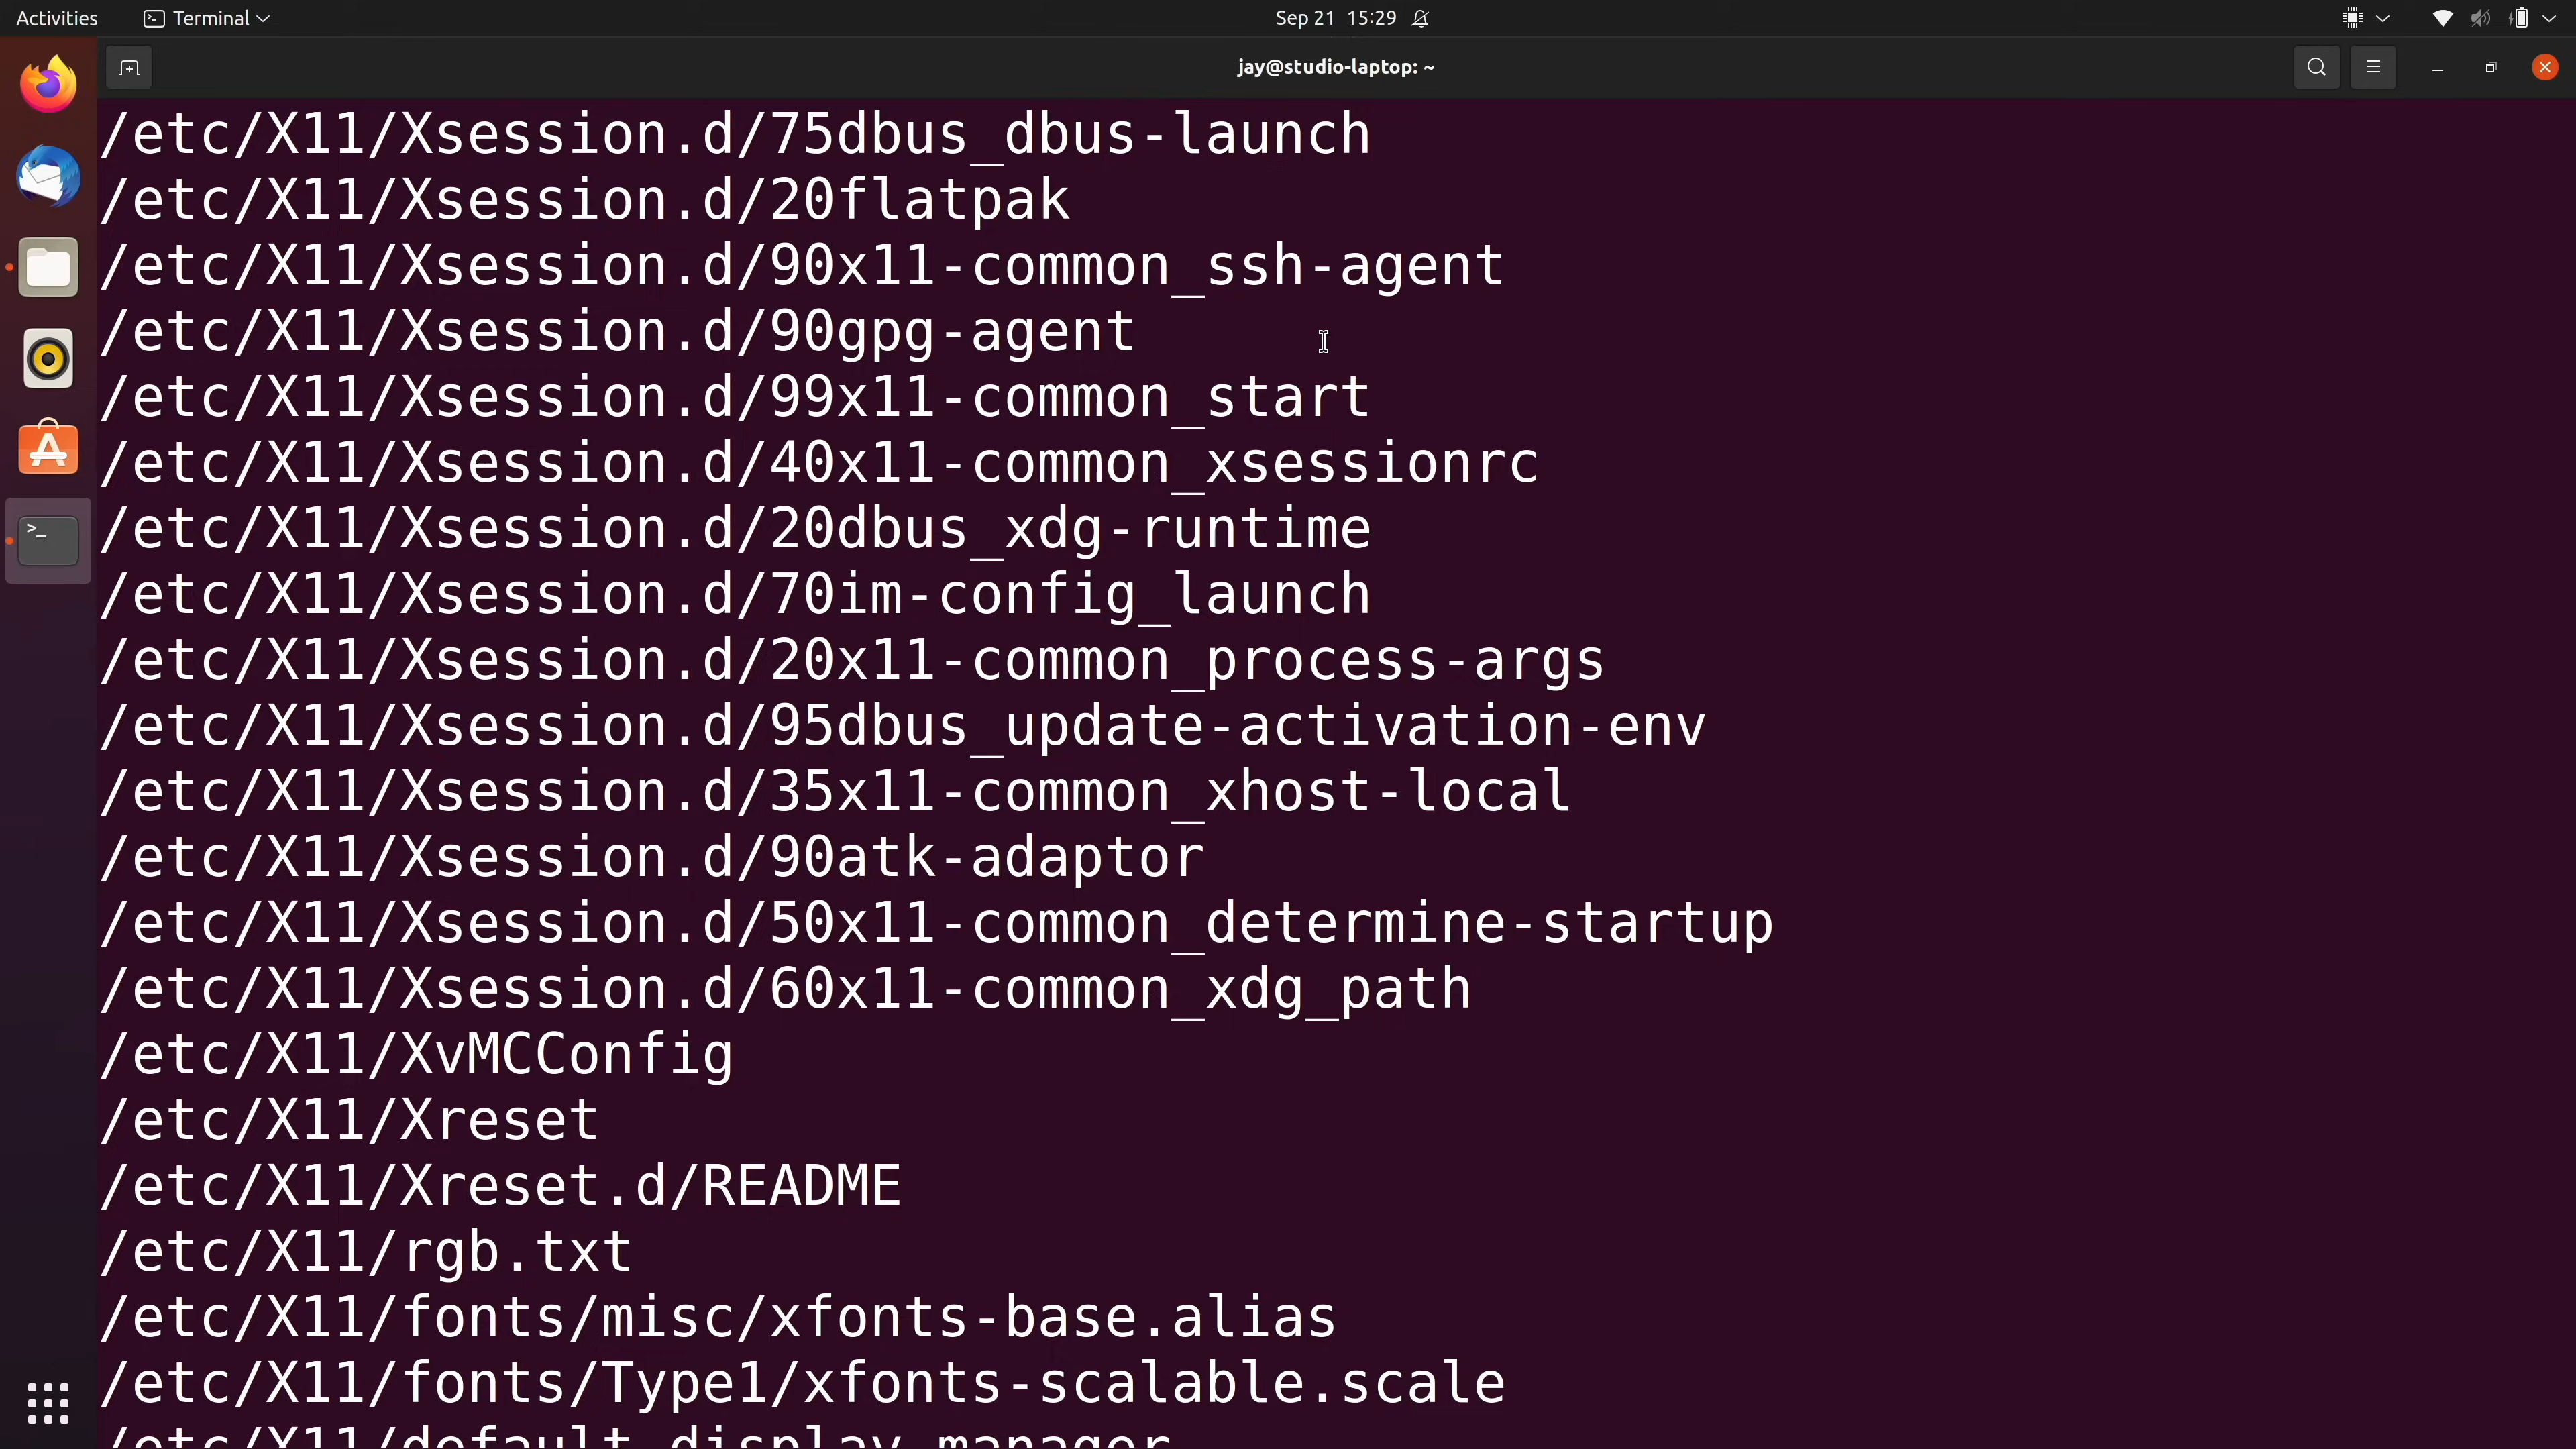 Activities
Terminal
Sep 21 15:29
jay@studio-laptop: ~
/etc/X11/Xsession.d/75dbus_dbus-launch
/etc/X11/Xsession.d/20flatpak
/etc/X11/Xsession.d/90x11-common_ssh-agent
/etc/X11/Xsession.d/90gpg-agent
/etc/X11/Xsession.d/99x11-common_start
/etc/X11/Xsession.d/40x11-common_xsessionrc
/etc/X11/Xsession.d/20dbus_xdg-runtime
/etc/X11/Xsession.d/70im-config_launch
/etc/X11/Xsession.d/20x11-common_process-args
/etc/X11/Xsession.d/95dbus_update-activation-env
/etc/X11/Xsession.d/35x11-common_xhost-local
/etc/X11/Xsession.d/90atk-adaptor
/etc/X11/Xsession.d/50x11-common_determine-startup
/etc/X11/Xsession.d/60x11-common_xdg_path
/etc/X11/XvMCConfig
/etc/X11/Xreset
/etc/X11/Xreset.d/README
/etc/X11/rgb.txt
/etc/X11/fonts/misc/xfonts-base.alias
/etc/X11/fonts/Type1/xfonts-scalable.scale
/etc/X11/default-display-manager